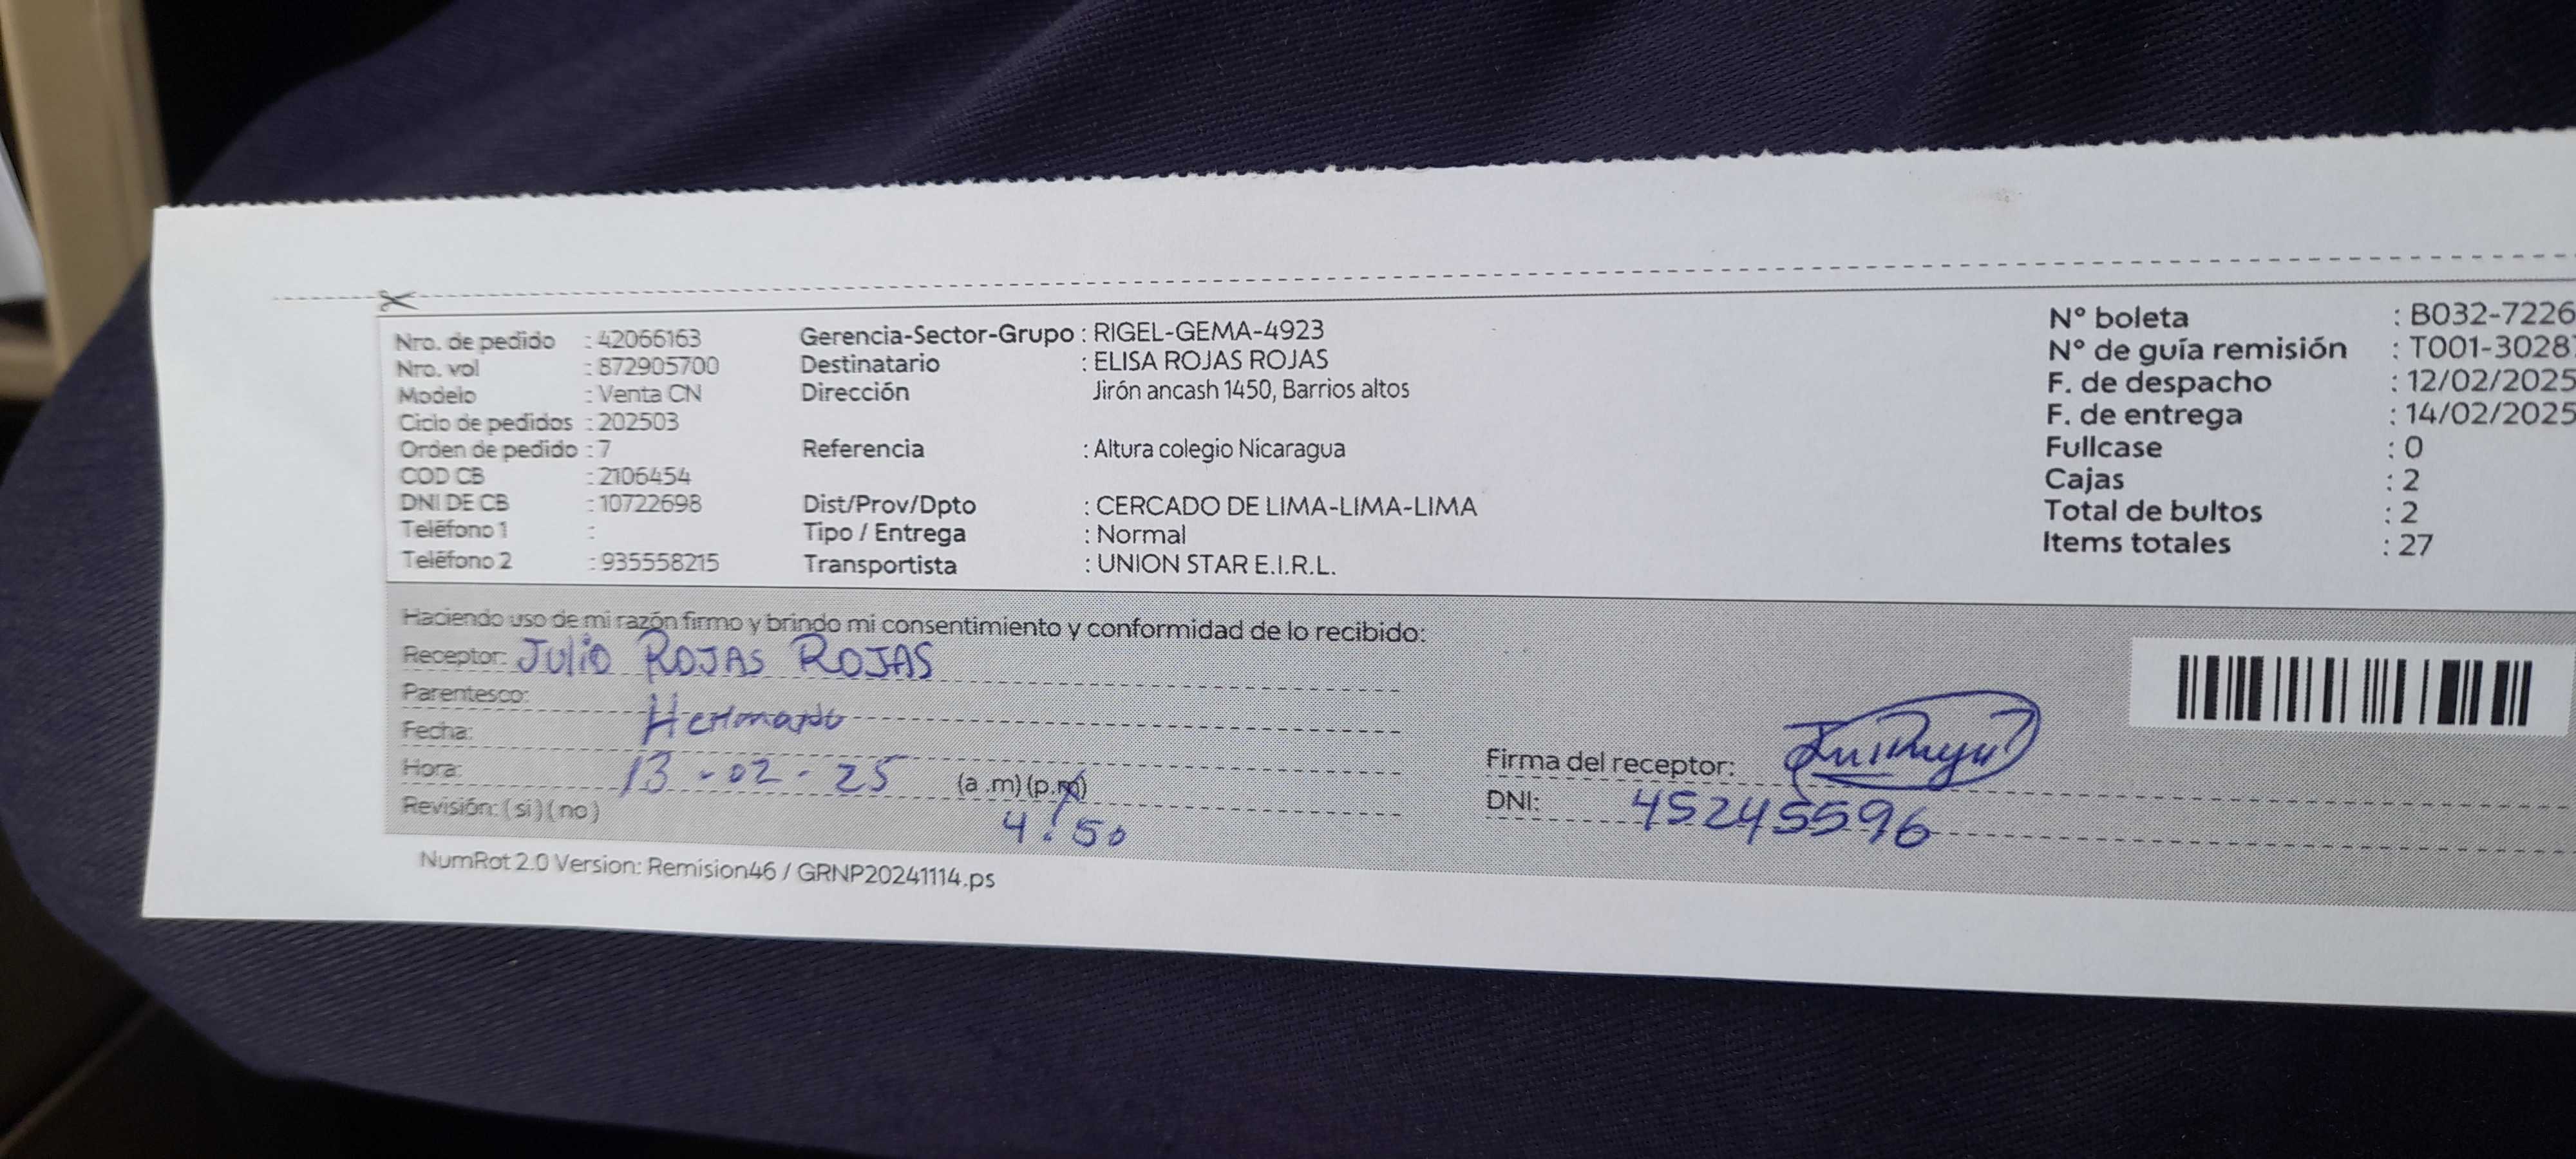 Nro. de pedido : 42066163
Nro. vol : 872905700
Modelo : Venta CN
Ciclo de pedidos : 202503
Orden de pedido : 7
COD CB : 2106454
DNI DE CB : 10722698
Teléfono 1 :
Teléfono 2 : 935558215
Gerencia-Sector-Grupo : RIGEL-GEMA-4923
Destinatario : ELISA ROJAS ROJAS
Dirección Jirón ancash 1450, Barrios altos
Referencia : Altura colegio Nicaragua
Dist/Prov/Dpto : CERCADO DE LIMA-LIMA-LIMA
Tipo / Entrega : Normal
Transportista : UNION STAR E.I.R.L.
N° boleta : B032-7226
N° de guía remisión : T001-3028
F. de despacho : 12/02/2025
F. de entrega : 14/02/2025
Fullcase : 0
Cajas : 2
Total de bultos : 2
Items totales : 27
Haciendo uso de mi razón firmo y brindo mi consentimiento y conformidad de lo recibido:
Receptor: Julio ROJAS ROJAS
Parentesco: Hermano
Fecha: 13-02-25
Hora: (a.m)(p.m) 4:50
Revisión: (si)(no)
Firma del receptor:
DNI: 45245596
NumRot 2.0 Version: Remision46 / GRNP20241114.ps